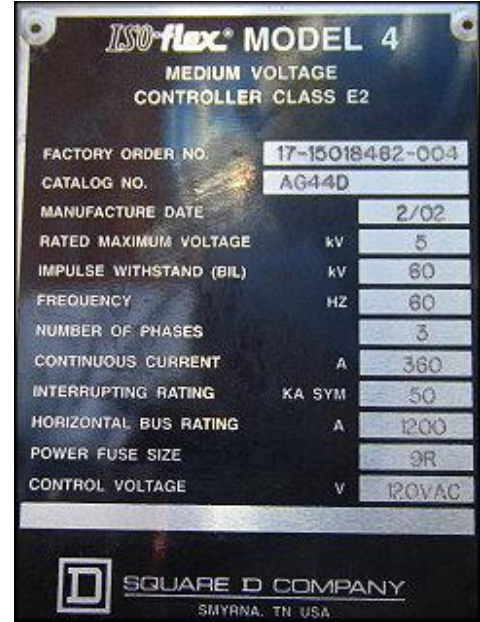 ISO-flex.® MODEL 4
MEDIUM VOLTAGE
CONTROLLER CLASS E2
FACTORY ORDER NO. 17-15018482-004
CATALOG NO. AG44D
MANUFACTURE DATE 2/02
RATED MAXIMUM VOLTAGE kV 5
IMPULSE WITHSTAND (BIL) kV 60
FREQUENCY HZ 60
NUMBER OF PHASES 3
CONTINUOUS CURRENT A 360
INTERRUPTING RATING KA SYM 50
HORIZONTAL BUS RATING A 1200
POWER FUSE SIZE 9R
CONTROL VOLTAGE V 120VAC
D SQUARE D COMPANY
SMYRNA, TN USA